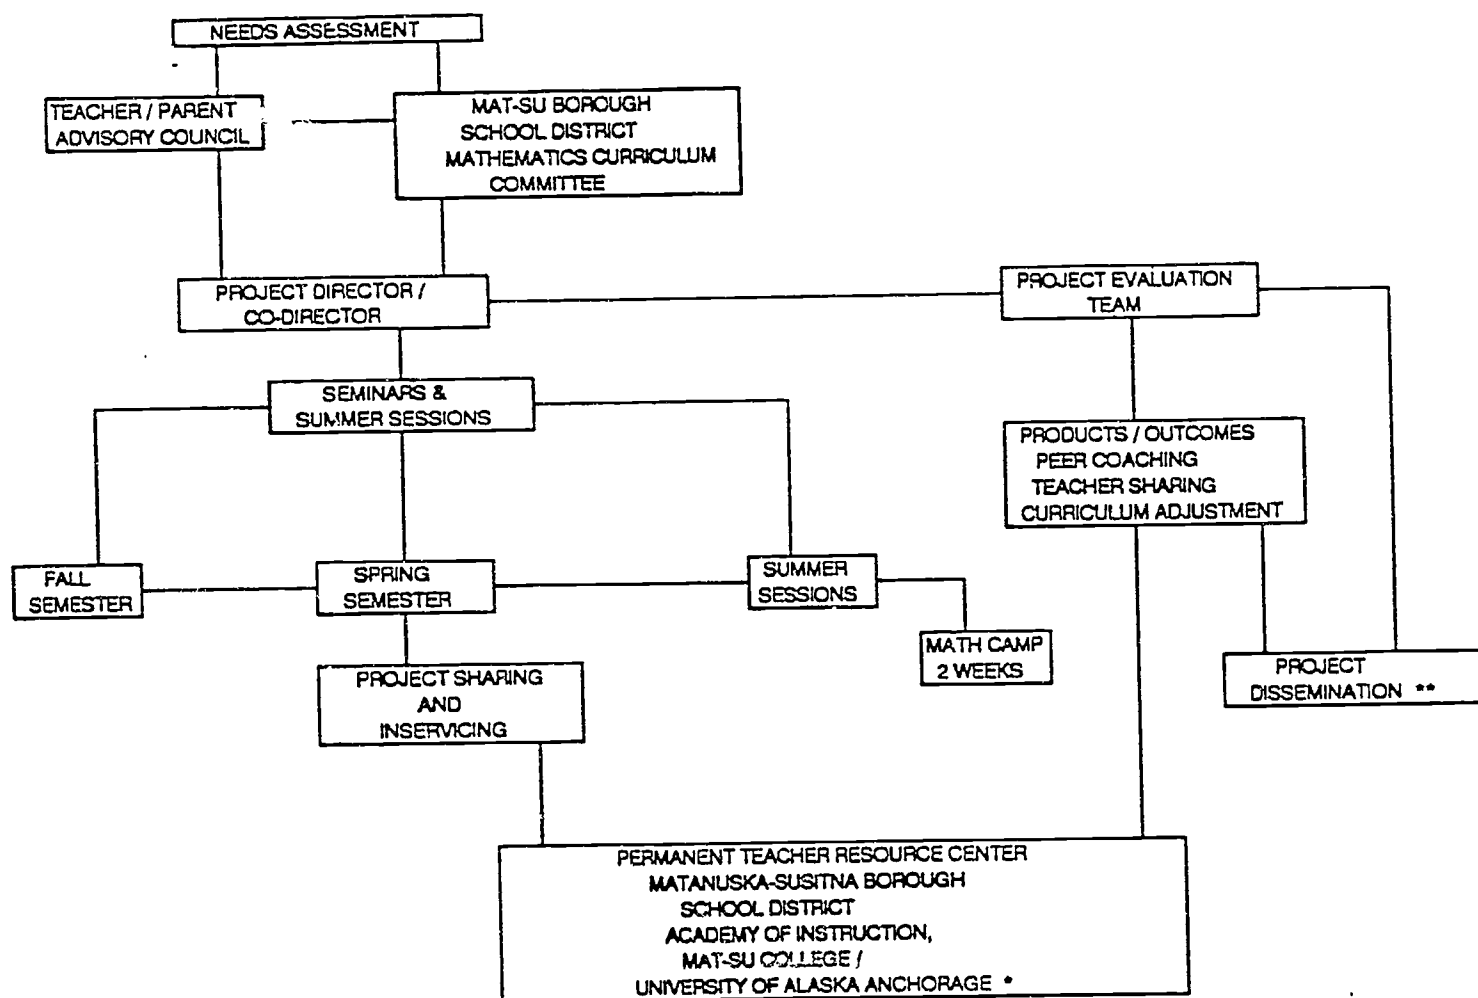 NEEDS ASSESSMENT
TEACHER / PARENT
ADVISORY COUNCIL
MAT-SU BOROUGH
SCHOOL DISTRICT
MATHEMATICS CURRICULUM
COMMITTEE
PROJECT DIRECTOR /
CO-DIRECTOR
PROJECT EVALUATION
TEAM
SEMINARS &
SUMMER SESSIONS
PRODUCTS / OUTCOMES
PEER COACHING
TEACHER SHARING
CURRICULUM ADJUSTMENT
FALL
SEMESTER
SPRING
SEMESTER
SUMMER
SESSIONS
MATH CAMP
2 WEEKS
PROJECT
DISSEMINATION **
PROJECT SHARING
AND
INSERVICING
PERMANENT TEACHER RESOURCE CENTER
MATANUSKA-SUSITNA BOROUGH
SCHOOL DISTRICT
ACADEMY OF INSTRUCTION,
MAT-SU COLLEGE /
UNIVERSITY OF ALASKA ANCHORAGE *